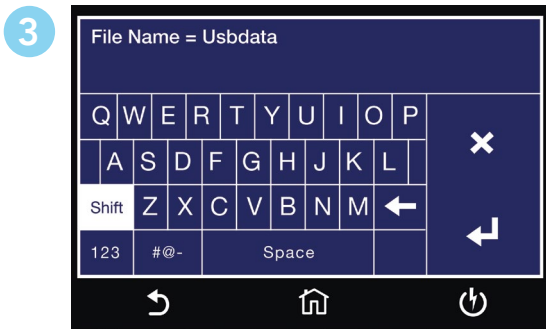 3
File Name = Usbdata
Q W E R T Y U I O P
A S D F G H J K L
Shift Z X C V B N M
123 #@- Space